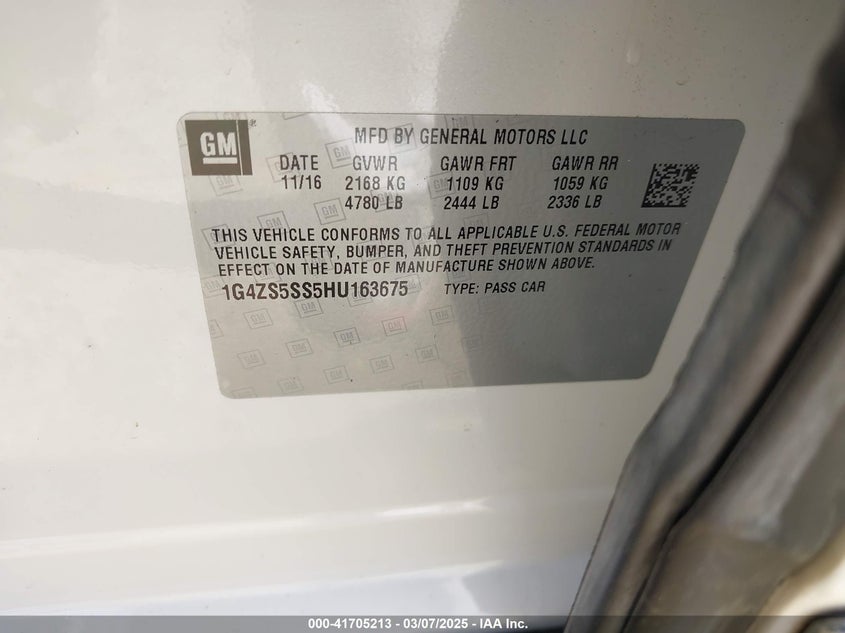 GM
MFD BY GENERAL MOTORS LLC
DATE GVWR GAWR FRT GAWR RR
11/16 2168 KG 1109 KG 1059 KG
4780 LB 2444 LB 2336 LB
THIS VEHICLE CONFORMS TO ALL APPLICABLE U.S. FEDERAL MOTOR
VEHICLE SAFETY, BUMPER, AND THEFT PREVENTION STANDARDS IN
EFFECT ON THE DATE OF MANUFACTURE SHOWN ABOVE.
1G4ZS5SS5HU163675 TYPE: PASS CAR
000-41705213 - 03/07/2025 - IAA Inc.